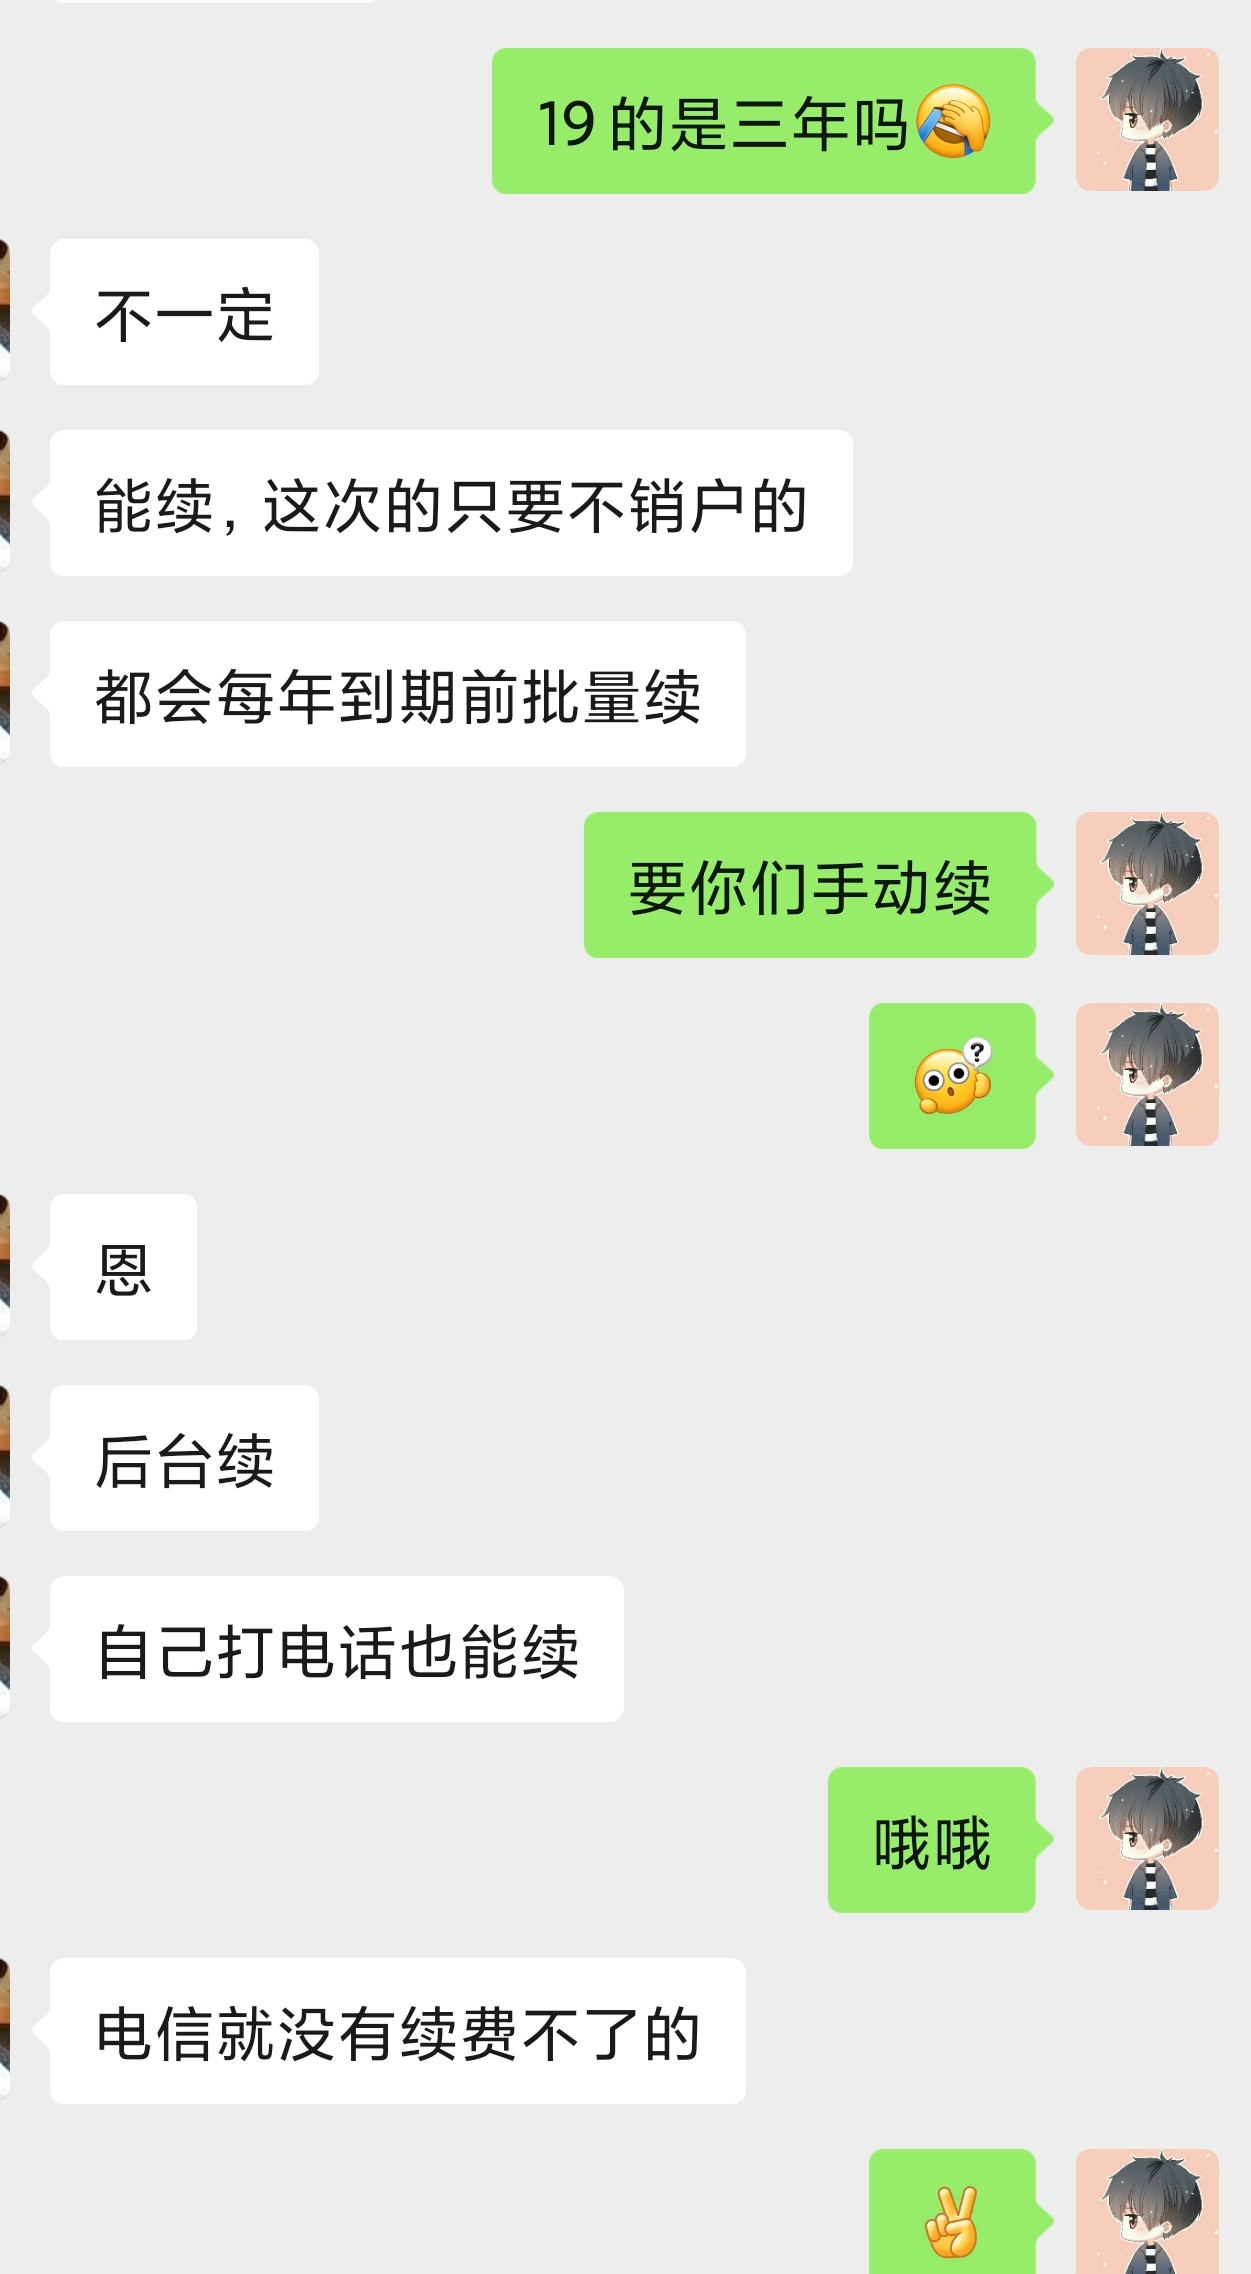 19的是三年吗🤣
不一定
能续，这次的只要不销户的
都会每年到期前批量续
要你们手动续
?
恩
后台续
自己打电话也能续
哦哦
电信就没有续费不了的